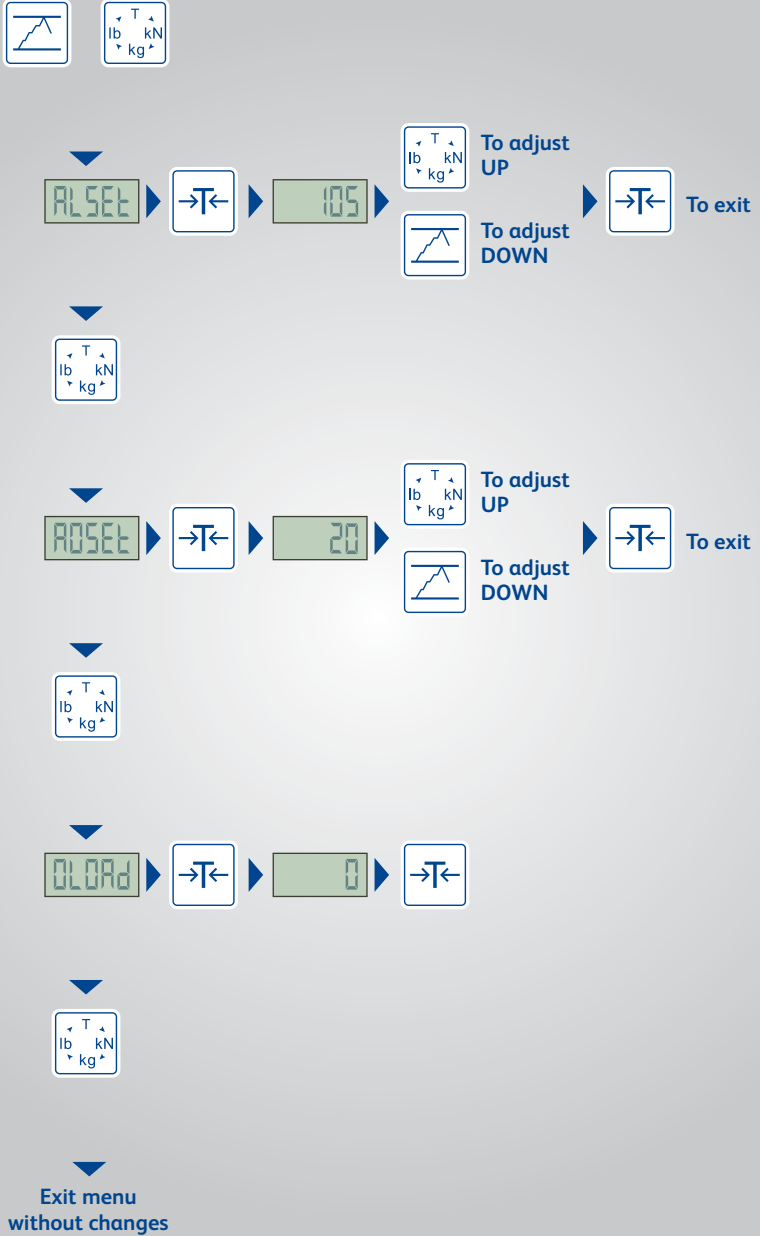 T
lb kN
kg
T
lb kN
kg
To adjust
UP
ALSEt
→T←
105
To adjust
DOWN
→T←
To exit
T
lb kN
kg
T
lb kN
kg
To adjust
UP
AOSEt
→T←
20
To adjust
DOWN
→T←
To exit
T
lb kN
kg
OLOAd
→T←
0
→T←
T
lb kN
kg
Exit menu
without changes